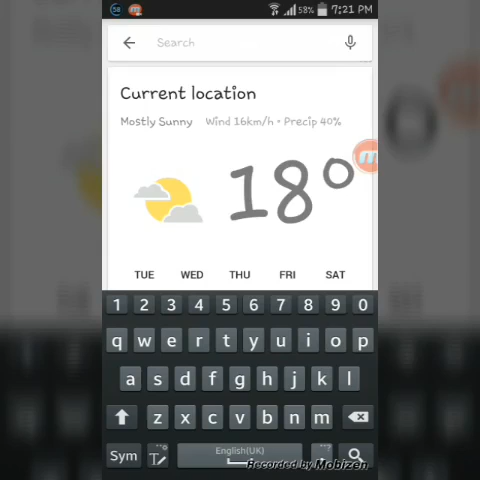 58 58% 7:21 PM
Search
Current location
Mostly Sunny Wind 16km/h • Precip 40%
18°
TUE WED THU FRI SAT
1 2 3 4 5 6 7 8 9 0
q w e r t y u i o p
a s d f g h j k l
z x c v b n m
Sym English(UK)
Recorded by Mobizen